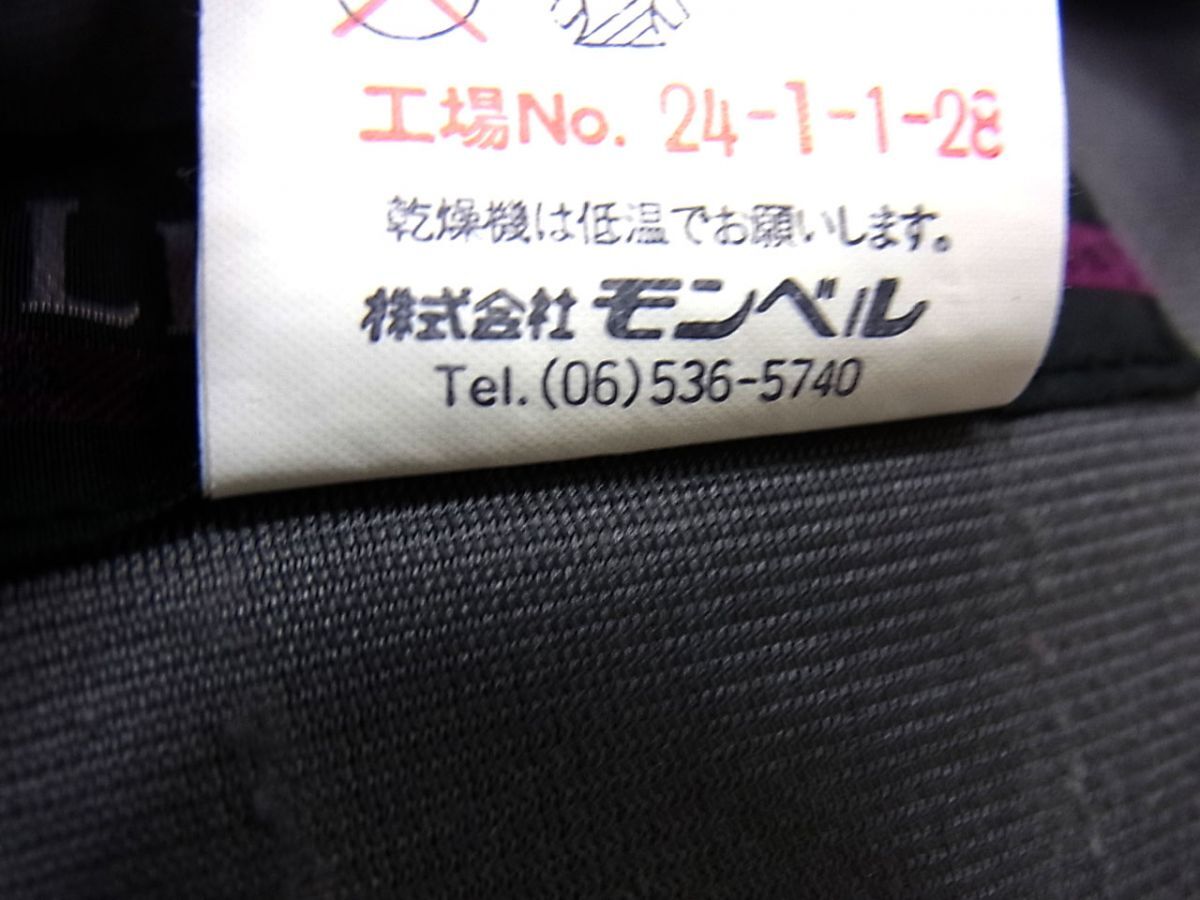 工場No. 24-1-1-28
乾燥機は低温でお願いします。
株式会社 モンベル
Tel.(06)536-5740
L